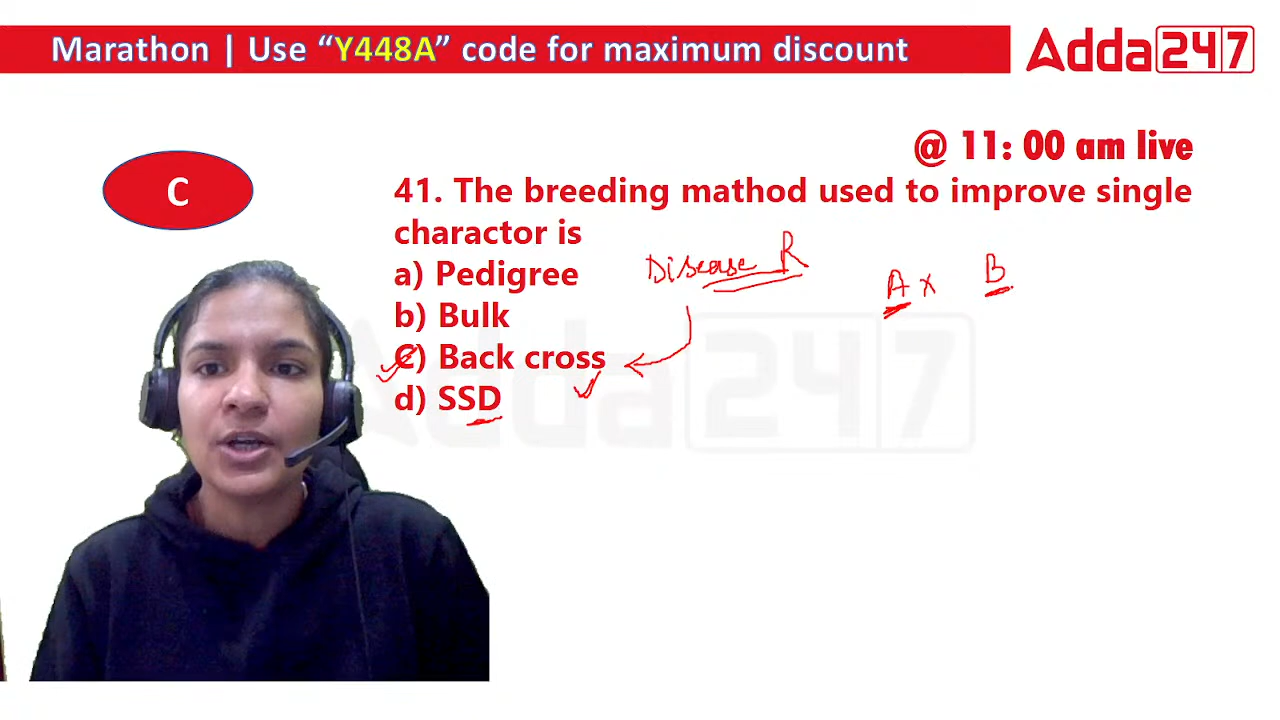 Marathon | Use “Y448A” code for maximum discount
Adda247
@ 11: 00 am live
C
41. The breeding mathod used to improve single
charactor is
a) Pedigree
Disease R
A x B
b) Bulk
C) Back cross
d) SSD
Adda247